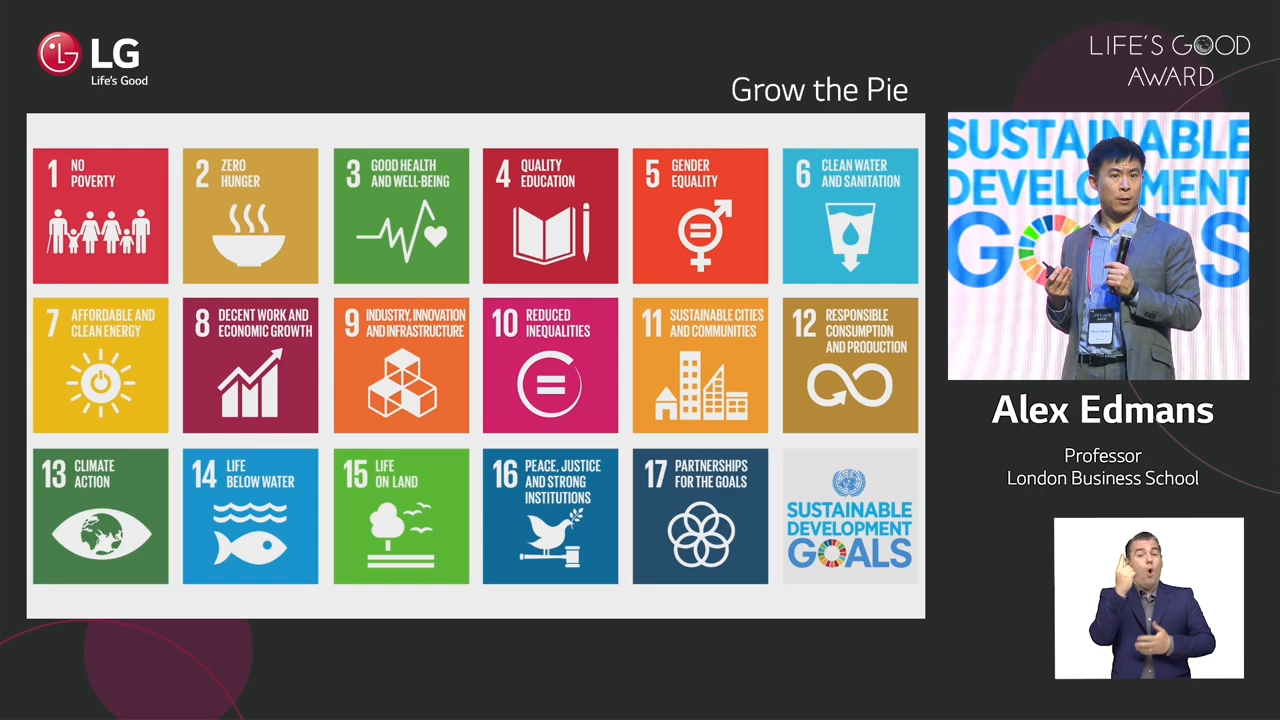 LG
Life's Good
LIFE'S GOOD
AWARD
Grow the Pie
1 NO
POVERTY
2 ZERO
HUNGER
3 GOOD HEALTH
AND WELL-BEING
4 QUALITY
EDUCATION
5 GENDER
EQUALITY
6 CLEAN WATER
AND SANITATION
7 AFFORDABLE AND
CLEAN ENERGY
8 DECENT WORK AND
ECONOMIC GROWTH
9 INDUSTRY, INNOVATION
AND INFRASTRUCTURE
10 REDUCED
INEQUALITIES
11 SUSTAINABLE CITIES
AND COMMUNITIES
12 RESPONSIBLE
CONSUMPTION
AND PRODUCTION
13 CLIMATE
ACTION
14 LIFE
BELOW WATER
15 LIFE
ON LAND
16 PEACE, JUSTICE
AND STRONG
INSTITUTIONS
17 PARTNERSHIPS
FOR THE GOALS
SUSTAINABLE
DEVELOPMENT
GOALS
SUSTAINABLE
DEVELOPMENT
GOALS
Alex Edmans
Professor
London Business School